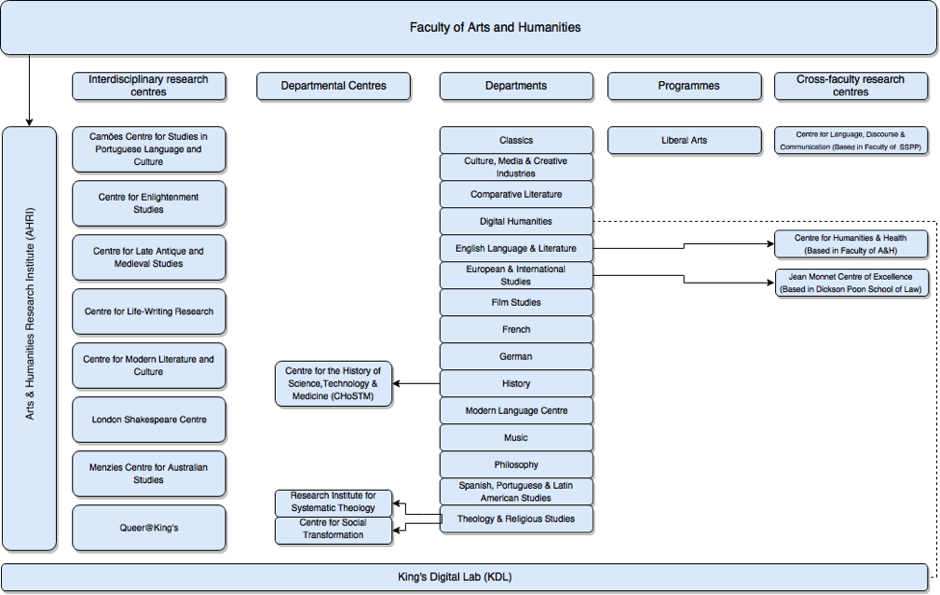 Faculty of Arts and Humanities
Interdisciplinary research
centres
Departmental Centres
Departments
Programmes
Cross-faculty research
centres
Arts & Humanities Research Institute (AHRI)
Camões Centre for Studies in
Portuguese Language and
Culture
Centre for Enlightenment
Studies
Centre for Late Antique and
Medieval Studies
Centre for Life-Writing Research
Centre for Modern Literature and
Culture
London Shakespeare Centre
Menzies Centre for Australian
Studies
Queer@King's
Centre for the History of
Science,Technology &
Medicine (CHoSTM)
Research Institute for
Systematic Theology
Centre for Social
Transformation
Classics
Culture, Media & Creative
Industries
Comparative Literature
Digital Humanities
English Language & Literature
European & International
Studies
Film Studies
French
German
History
Modern Language Centre
Music
Philosophy
Spanish, Portuguese & Latin
American Studies
Theology & Religious Studies
Liberal Arts
Centre for Language, Discourse &
Communication (Based in Faculty of SSPP)
Centre for Humanities & Health
(Based in Faculty of A&H)
Jean Monnet Centre of Excellence
(Based in Dickson Poon School of Law)
King's Digital Lab (KDL)